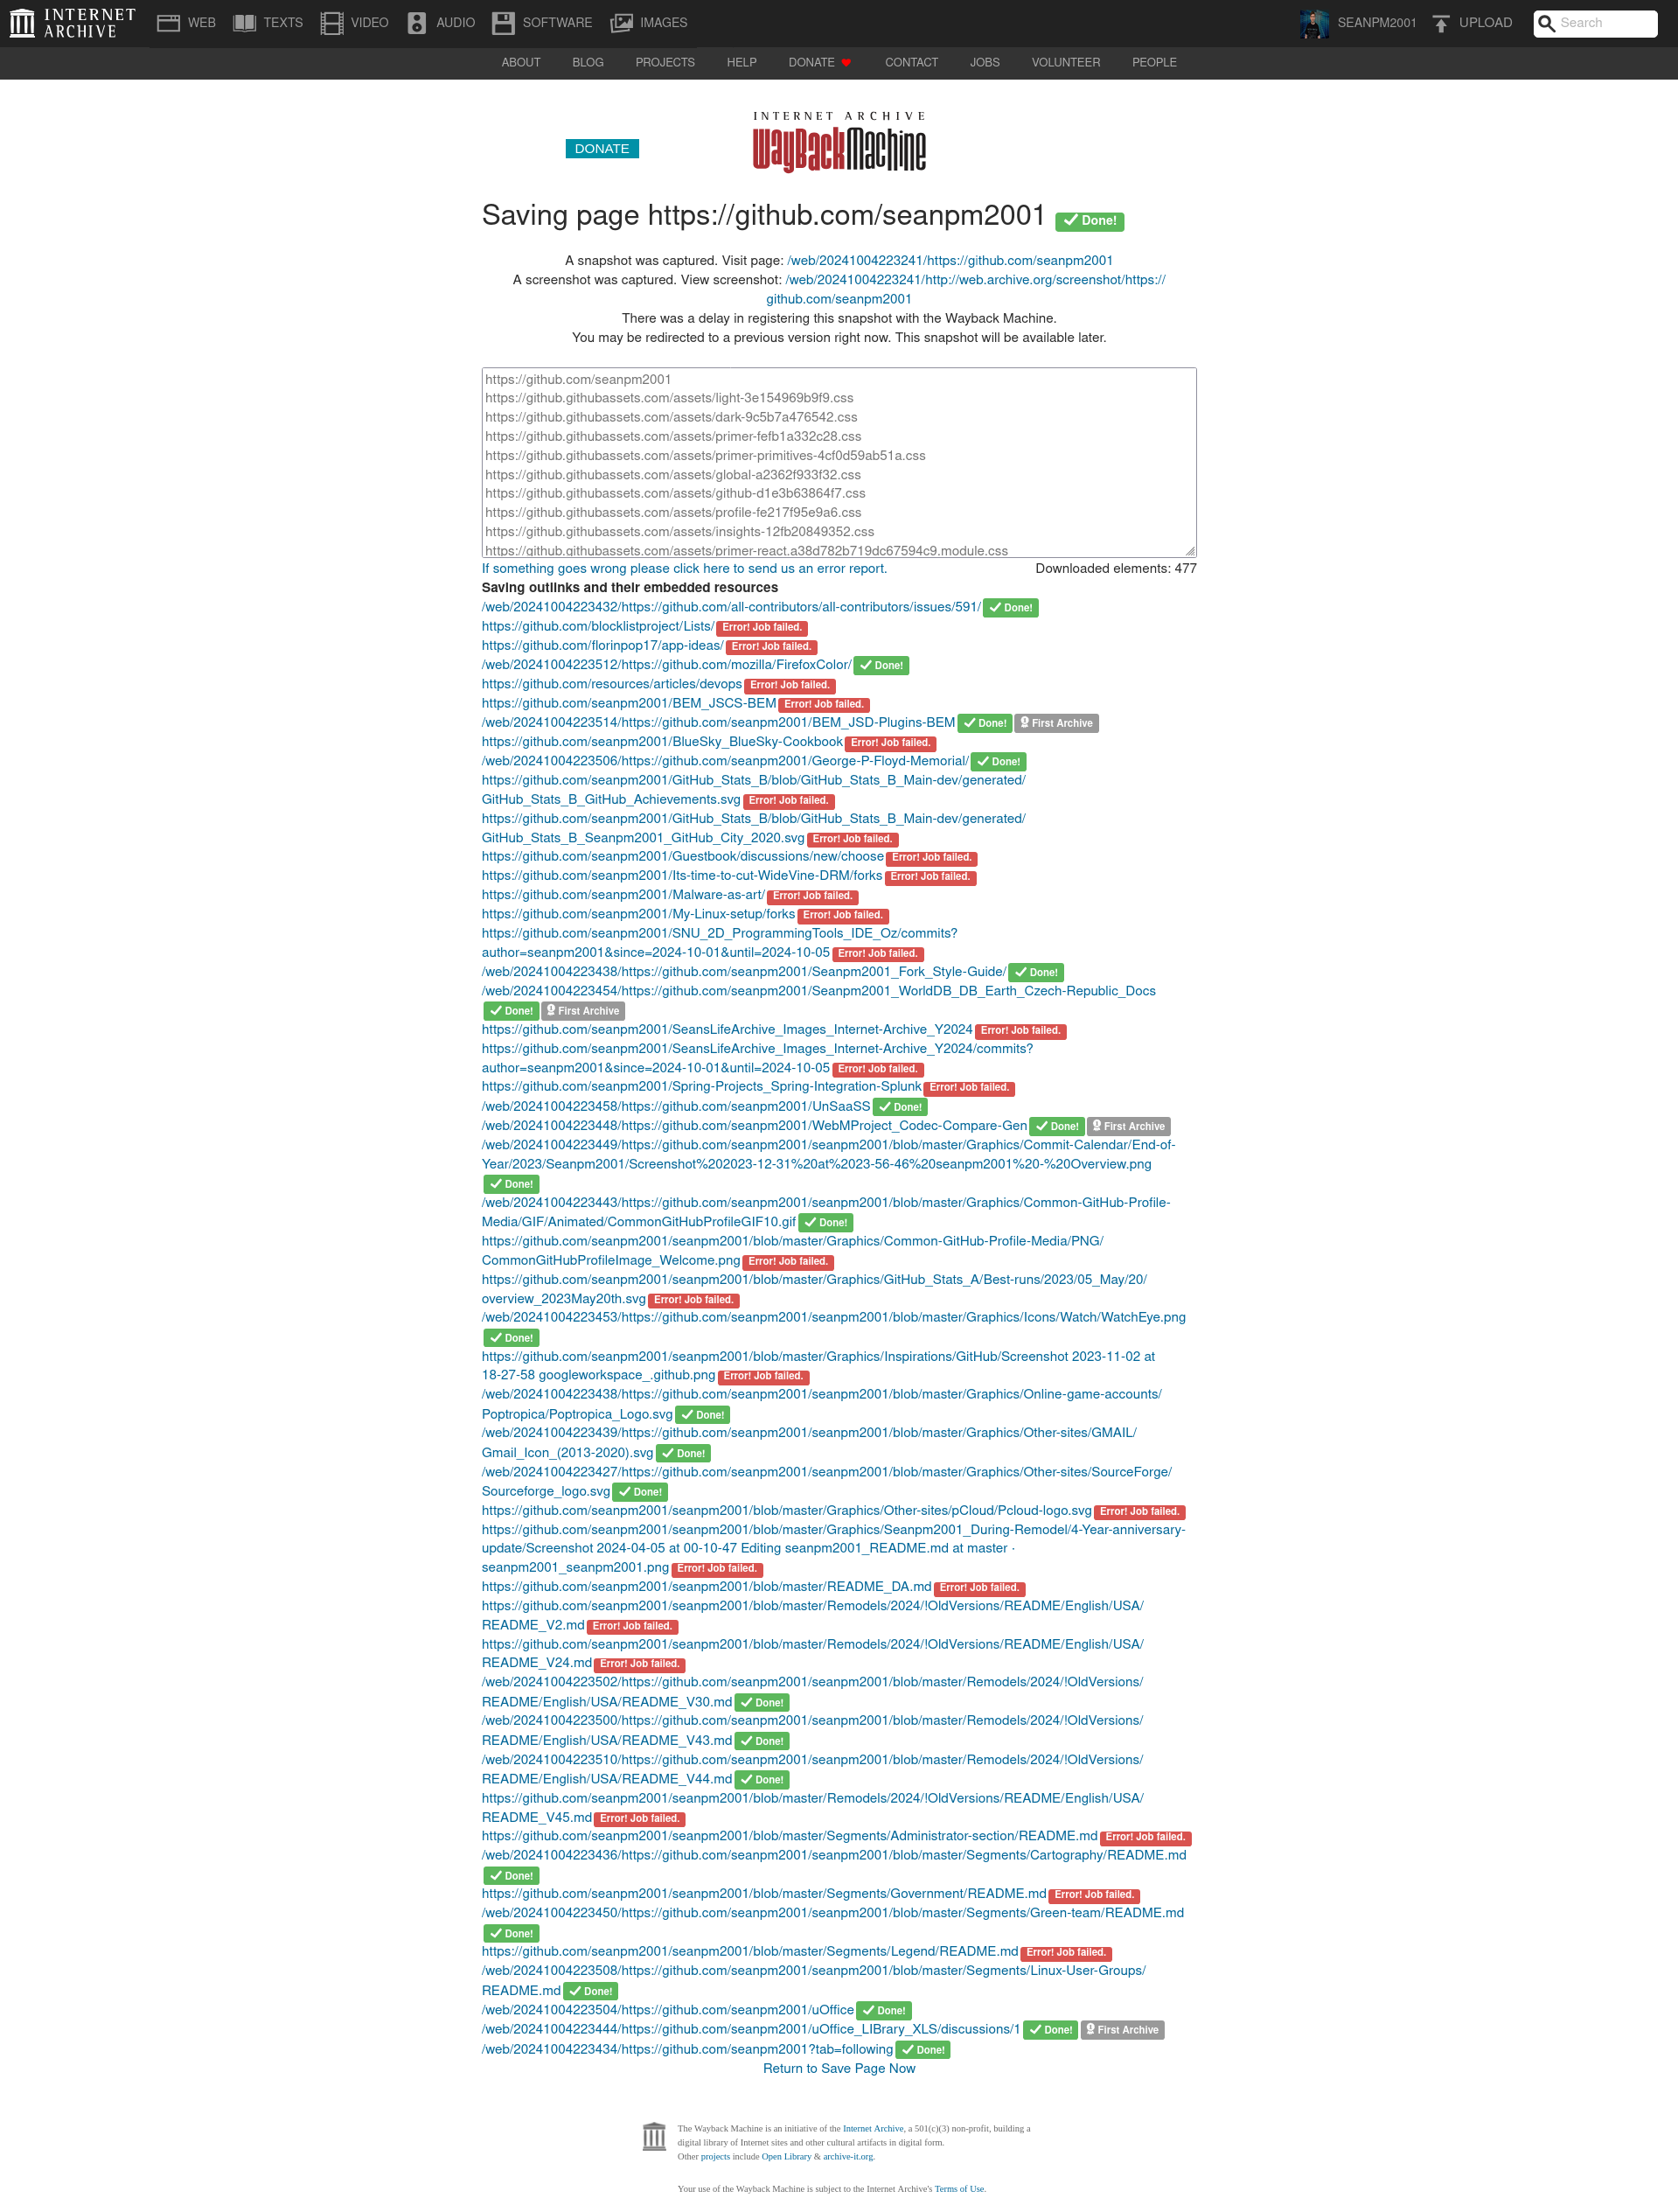 INTERNET ARCHIVE
WEB TEXTS VIDEO AUDIO SOFTWARE IMAGES SEANPM2001 UPLOAD Search
ABOUT BLOG PROJECTS HELP DONATE CONTACT JOBS VOLUNTEER PEOPLE
INTERNET ARCHIVE
WayBackMachine
DONATE
Saving page https://github.com/seanpm2001 Done!
A snapshot was captured. Visit page: /web/20241004223241/https://github.com/seanpm2001
A screenshot was captured. View screenshot: /web/20241004223241/http://web.archive.org/screenshot/https://
github.com/seanpm2001
There was a delay in registering this snapshot with the Wayback Machine.
You may be redirected to a previous version right now. This snapshot will be available later.
https://github.com/seanpm2001
https://github.githubassets.com/assets/light-3e154969b9f9.css
https://github.githubassets.com/assets/dark-9c5b7a476542.css
https://github.githubassets.com/assets/primer-fefb1a332c28.css
https://github.githubassets.com/assets/primer-primitives-4cf0d59ab51a.css
https://github.githubassets.com/assets/global-a2362f933f32.css
https://github.githubassets.com/assets/github-d1e3b63864f7.css
https://github.githubassets.com/assets/profile-fe217f95e9a6.css
https://github.githubassets.com/assets/insights-12fb20849352.css
https://github.githubassets.com/assets/primer-react.a38d782b719dc67594c9.module.css
If something goes wrong please click here to send us an error report. Downloaded elements: 477
Saving outlinks and their embedded resources
/web/20241004223432/https://github.com/all-contributors/all-contributors/issues/591/ Done!
https://github.com/blocklistproject/Lists/ Error! Job failed.
https://github.com/florinpop17/app-ideas/ Error! Job failed.
/web/20241004223512/https://github.com/mozilla/FirefoxColor/ Done!
https://github.com/resources/articles/devops Error! Job failed.
https://github.com/seanpm2001/BEM_JSCS-BEM Error! Job failed.
/web/20241004223514/https://github.com/seanpm2001/BEM_JSD-Plugins-BEM Done! First Archive
https://github.com/seanpm2001/BlueSky_BlueSky-Cookbook Error! Job failed.
/web/20241004223506/https://github.com/seanpm2001/George-P-Floyd-Memorial/ Done!
https://github.com/seanpm2001/GitHub_Stats_B/blob/GitHub_Stats_B_Main-dev/generated/
GitHub_Stats_B_GitHub_Achievements.svg Error! Job failed.
https://github.com/seanpm2001/GitHub_Stats_B/blob/GitHub_Stats_B_Main-dev/generated/
GitHub_Stats_B_Seanpm2001_GitHub_City_2020.svg Error! Job failed.
https://github.com/seanpm2001/Guestbook/discussions/new/choose Error! Job failed.
https://github.com/seanpm2001/Its-time-to-cut-WideVine-DRM/forks Error! Job failed.
https://github.com/seanpm2001/Malware-as-art/ Error! Job failed.
https://github.com/seanpm2001/My-Linux-setup/forks Error! Job failed.
https://github.com/seanpm2001/SNU_2D_ProgrammingTools_IDE_Oz/commits?
author=seanpm2001&since=2024-10-01&until=2024-10-05 Error! Job failed.
/web/20241004223438/https://github.com/seanpm2001/Seanpm2001_Fork_Style-Guide/ Done!
/web/20241004223454/https://github.com/seanpm2001/Seanpm2001_WorldDB_DB_Earth_Czech-Republic_Docs
Done! First Archive
https://github.com/seanpm2001/SeansLifeArchive_Images_Internet-Archive_Y2024 Error! Job failed.
https://github.com/seanpm2001/SeansLifeArchive_Images_Internet-Archive_Y2024/commits?
author=seanpm2001&since=2024-10-01&until=2024-10-05 Error! Job failed.
https://github.com/seanpm2001/Spring-Projects_Spring-Integration-Splunk Error! Job failed.
/web/20241004223458/https://github.com/seanpm2001/UnSaaSS Done!
/web/20241004223448/https://github.com/seanpm2001/WebMProject_Codec-Compare-Gen Done! First Archive
/web/20241004223449/https://github.com/seanpm2001/seanpm2001/blob/master/Graphics/Commit-Calendar/End-of-
Year/2023/Seanpm2001/Screenshot%202023-12-31%20at%2023-56-46%20seanpm2001%20-%20Overview.png
Done!
/web/20241004223443/https://github.com/seanpm2001/seanpm2001/blob/master/Graphics/Common-GitHub-Profile-
Media/GIF/Animated/CommonGitHubProfileGIF10.gif Done!
https://github.com/seanpm2001/seanpm2001/blob/master/Graphics/Common-GitHub-Profile-Media/PNG/
CommonGitHubProfileImage_Welcome.png Error! Job failed.
https://github.com/seanpm2001/seanpm2001/blob/master/Graphics/GitHub_Stats_A/Best-runs/2023/05_May/20/
overview_2023May20th.svg Error! Job failed.
/web/20241004223453/https://github.com/seanpm2001/seanpm2001/blob/master/Graphics/Icons/Watch/WatchEye.png
Done!
https://github.com/seanpm2001/seanpm2001/blob/master/Graphics/Inspirations/GitHub/Screenshot 2023-11-02 at
18-27-58 googleworkspace_.github.png Error! Job failed.
/web/20241004223438/https://github.com/seanpm2001/seanpm2001/blob/master/Graphics/Online-game-accounts/
Poptropica/Poptropica_Logo.svg Done!
/web/20241004223439/https://github.com/seanpm2001/seanpm2001/blob/master/Graphics/Other-sites/GMAIL/
Gmail_Icon_(2013-2020).svg Done!
/web/20241004223427/https://github.com/seanpm2001/seanpm2001/blob/master/Graphics/Other-sites/SourceForge/
Sourceforge_logo.svg Done!
https://github.com/seanpm2001/seanpm2001/blob/master/Graphics/Other-sites/pCloud/Pcloud-logo.svg Error! Job failed.
https://github.com/seanpm2001/seanpm2001/blob/master/Graphics/Seanpm2001_During-Remodel/4-Year-anniversary-
update/Screenshot 2024-04-05 at 00-10-47 Editing seanpm2001_README.md at master ·
seanpm2001_seanpm2001.png Error! Job failed.
https://github.com/seanpm2001/seanpm2001/blob/master/README_DA.md Error! Job failed.
https://github.com/seanpm2001/seanpm2001/blob/master/Remodels/2024/!OldVersions/README/English/USA/
README_V2.md Error! Job failed.
https://github.com/seanpm2001/seanpm2001/blob/master/Remodels/2024/!OldVersions/README/English/USA/
README_V24.md Error! Job failed.
/web/20241004223502/https://github.com/seanpm2001/seanpm2001/blob/master/Remodels/2024/!OldVersions/
README/English/USA/README_V30.md Done!
/web/20241004223500/https://github.com/seanpm2001/seanpm2001/blob/master/Remodels/2024/!OldVersions/
README/English/USA/README_V43.md Done!
/web/20241004223510/https://github.com/seanpm2001/seanpm2001/blob/master/Remodels/2024/!OldVersions/
README/English/USA/README_V44.md Done!
https://github.com/seanpm2001/seanpm2001/blob/master/Remodels/2024/!OldVersions/README/English/USA/
README_V45.md Error! Job failed.
https://github.com/seanpm2001/seanpm2001/blob/master/Segments/Administrator-section/README.md Error! Job failed.
/web/20241004223436/https://github.com/seanpm2001/seanpm2001/blob/master/Segments/Cartography/README.md
Done!
https://github.com/seanpm2001/seanpm2001/blob/master/Segments/Government/README.md Error! Job failed.
/web/20241004223450/https://github.com/seanpm2001/seanpm2001/blob/master/Segments/Green-team/README.md
Done!
https://github.com/seanpm2001/seanpm2001/blob/master/Segments/Legend/README.md Error! Job failed.
/web/20241004223508/https://github.com/seanpm2001/seanpm2001/blob/master/Segments/Linux-User-Groups/
README.md Done!
/web/20241004223504/https://github.com/seanpm2001/uOffice Done!
/web/20241004223444/https://github.com/seanpm2001/uOffice_LIBrary_XLS/discussions/1 Done! First Archive
/web/20241004223434/https://github.com/seanpm2001?tab=following Done!
Return to Save Page Now
The Wayback Machine is an initiative of the Internet Archive, a 501(c)(3) non-profit, building a
digital library of Internet sites and other cultural artifacts in digital form.
Other projects include Open Library & archive-it.org.
Your use of the Wayback Machine is subject to the Internet Archive's Terms of Use.